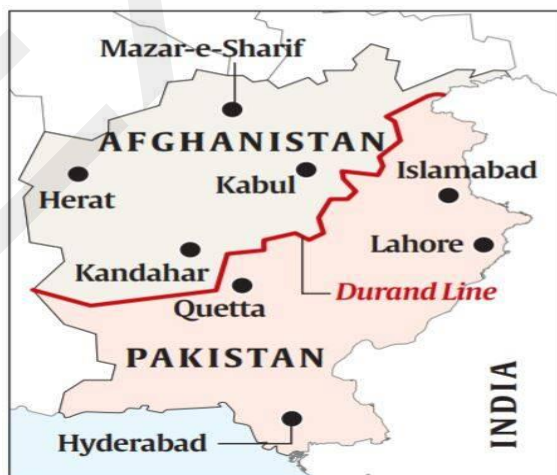 Mazar-e-Sharif
AFGHANISTAN
Islamabad
Kabul
Herat
Lahore
Kandahar
Durand Line
Quetta
PAKISTAN
INDIA
Hyderabad